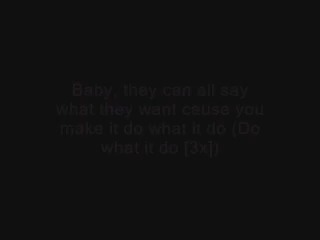 Baby, they can all say
what they want cause you
make it do what it do (Do
what it do [3x])